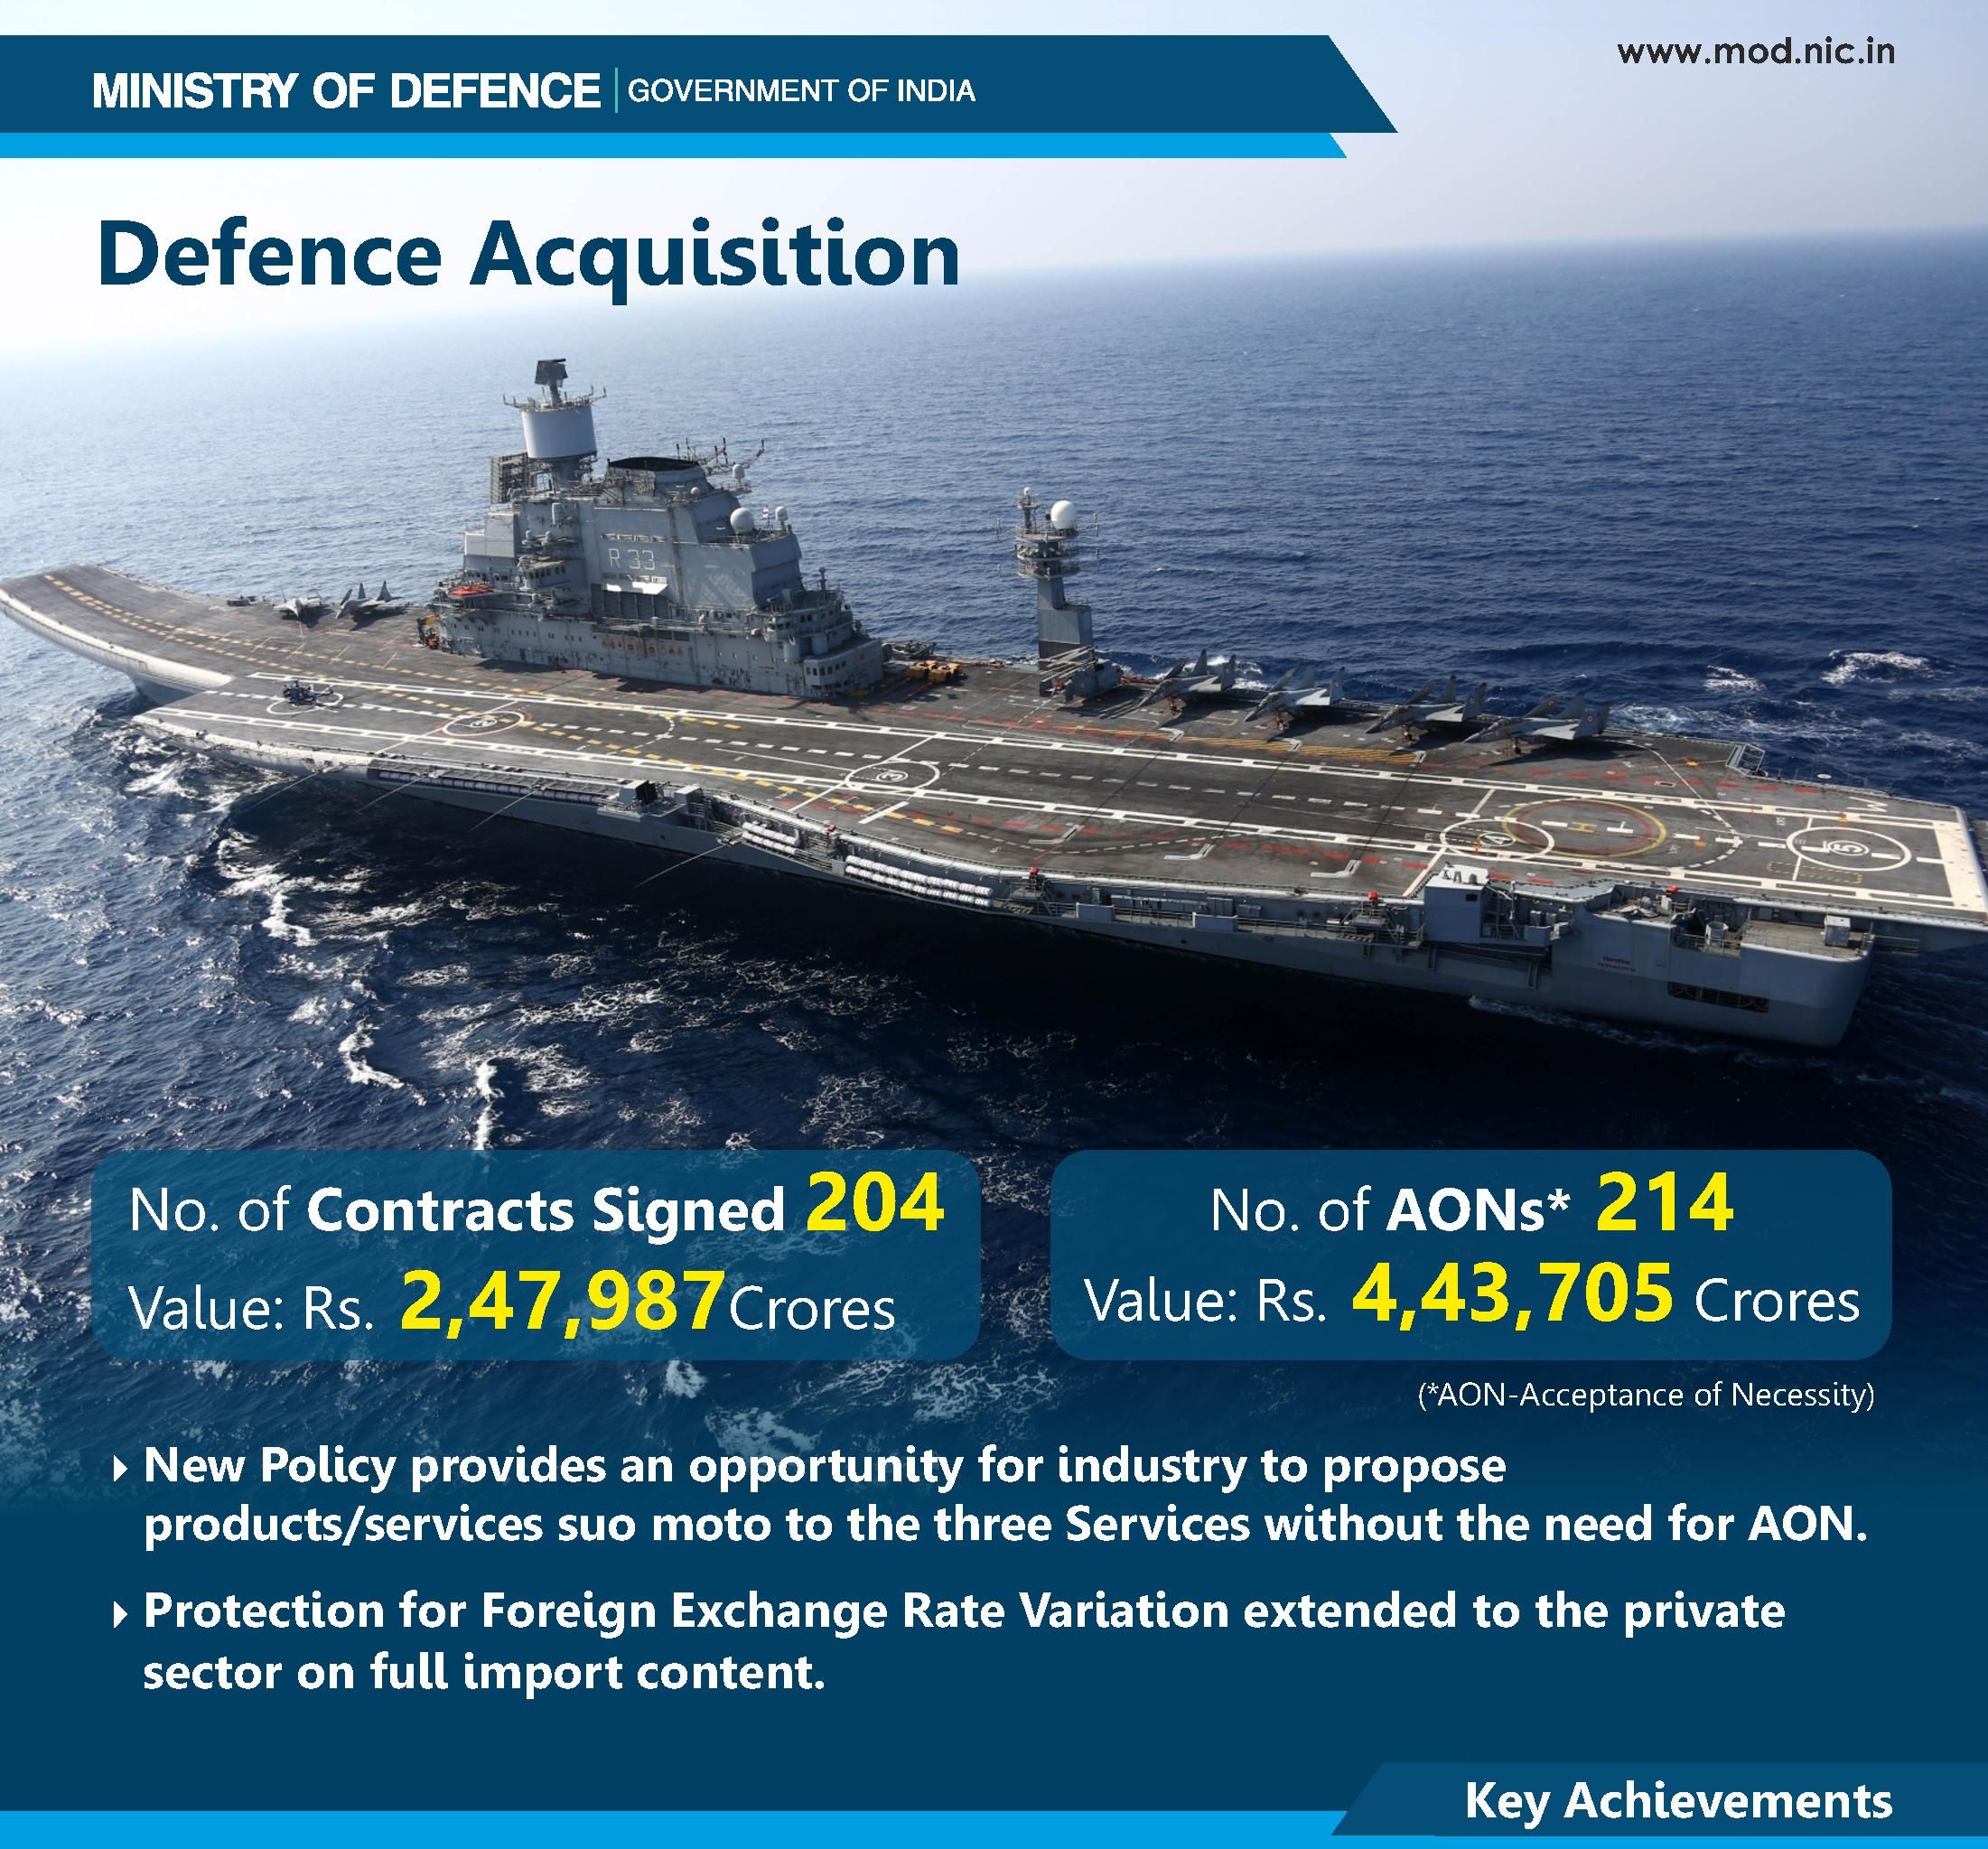 www.mod.nic.in
MINISTRY OF DEFENCE | GOVERNMENT OF INDIA
Defence Acquisition
R 33
3
5
No. of Contracts Signed 204
Value: Rs. 2,47,987 Crores
No. of AONs* 214
Value: Rs. 4,43,705 Crores
(*AON-Acceptance of Necessity)
New Policy provides an opportunity for industry to propose
products/services suo moto to the three Services without the need for AON.
Protection for Foreign Exchange Rate Variation extended to the private
sector on full import content.
Key Achievements